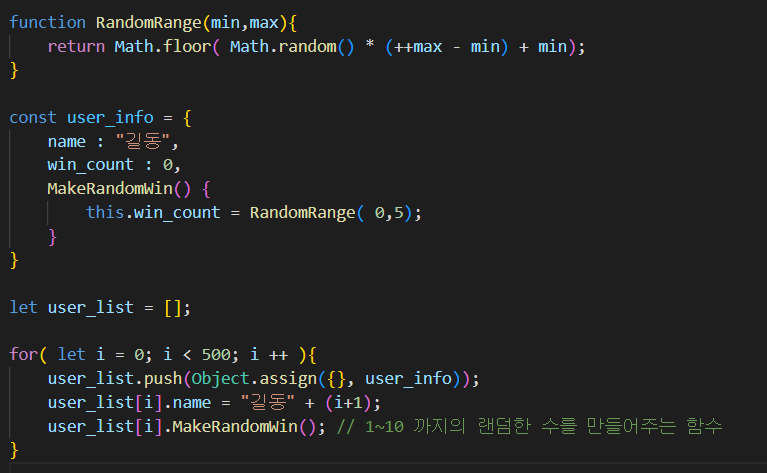 function RandomRange(min,max){
    return Math.floor( Math.random() * (++max - min) + min);
}
const user_info = {
    name : "길동",
    win_count : 0,
    MakeRandomWin() {
        this.win_count = RandomRange( 0,5);
    }
}
let user_list = [];
for( let i = 0; i < 500; i ++ ){
    user_list.push(Object.assign({}, user_info));
    user_list[i].name = "길동" + (i+1);
    user_list[i].MakeRandomWin(); // 1~10 까지의 랜덤한 수를 만들어주는 함수
}